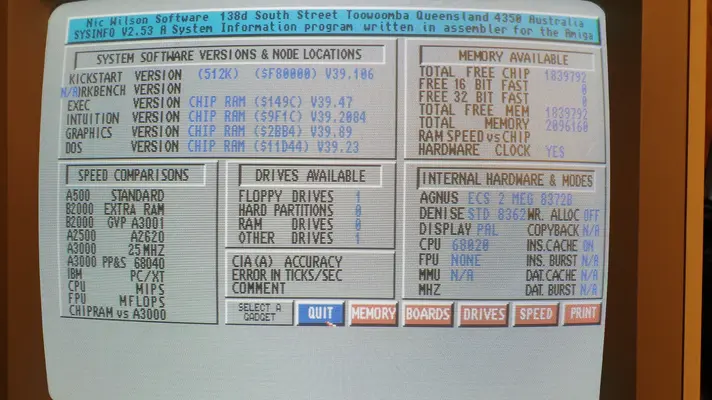 Nic Wilson Software 138d South Street Toowoomba Queensland 4350 Australia
SYSINFO V2.53 A System Information program written in assembler for the Amiga
SYSTEM SOFTWARE VERSIONS & NODE LOCATIONS
KICKSTART VERSION (512K) ($F80000) V39.106
N/AIRKBENCH VERSION
EXEC VERSION CHIP RAM ($149C) V39.47
INTUITION VERSION CHIP RAM ($9F1C) V39.2084
GRAPHICS VERSION CHIP RAM ($2BB4) V39.89
DOS VERSION CHIP RAM ($11D44) V39.23
MEMORY AVAILABLE
TOTAL FREE CHIP 1839792
FREE 16 BIT FAST 0
FREE 32 BIT FAST 0
TOTAL FREE MEM 1839792
TOTAL MEMORY 2096160
RAM SPEED vs CHIP
HARDWARE CLOCK YES
SPEED COMPARISONS
A500 STANDARD
B2000 EXTRA RAM
B2000 GVP A3001
A2500 A2620
A3000 25 MHZ
A3000 PP&S 68040
IBM PC/XT
CPU MIPS
FPU MFLOPS
CHIPRAM vs A3000
DRIVES AVAILABLE
FLOPPY DRIVES 1
HARD PARTITIONS 0
RAM DRIVES 0
OTHER DRIVES 1
CIA(A) ACCURACY
ERROR IN TICKS/SEC
COMMENT
INTERNAL HARDWARE & MODES
AGNUS ECS 2 MEG 8372B
DENISE STD 8362 WR. ALLOC OFF
DISPLAY PAL COPYBACK N/A
CPU 68020 INS.CACHE ON
FPU NONE INS. BURST N/A
MMU N/A DAT.CACHE N/A
MHZ DAT. BURST N/A
SELECT A GADGET
QUIT
MEMORY
BOARDS
DRIVES
SPEED
PRINT